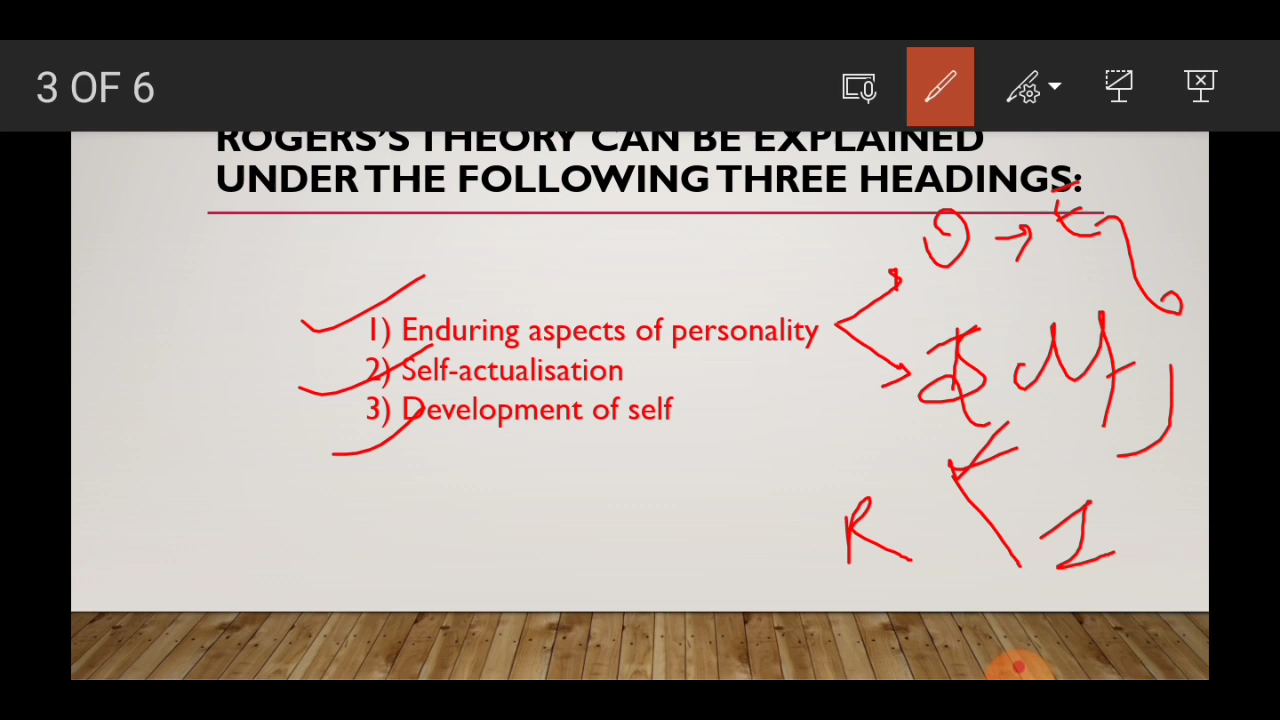 3 OF 6
ROGERS'S THEORY CAN BE EXPLAINED
UNDER THE FOLLOWING THREE HEADINGS:
1) Enduring aspects of personality
2) Self-actualisation
3) Development of self
R
I